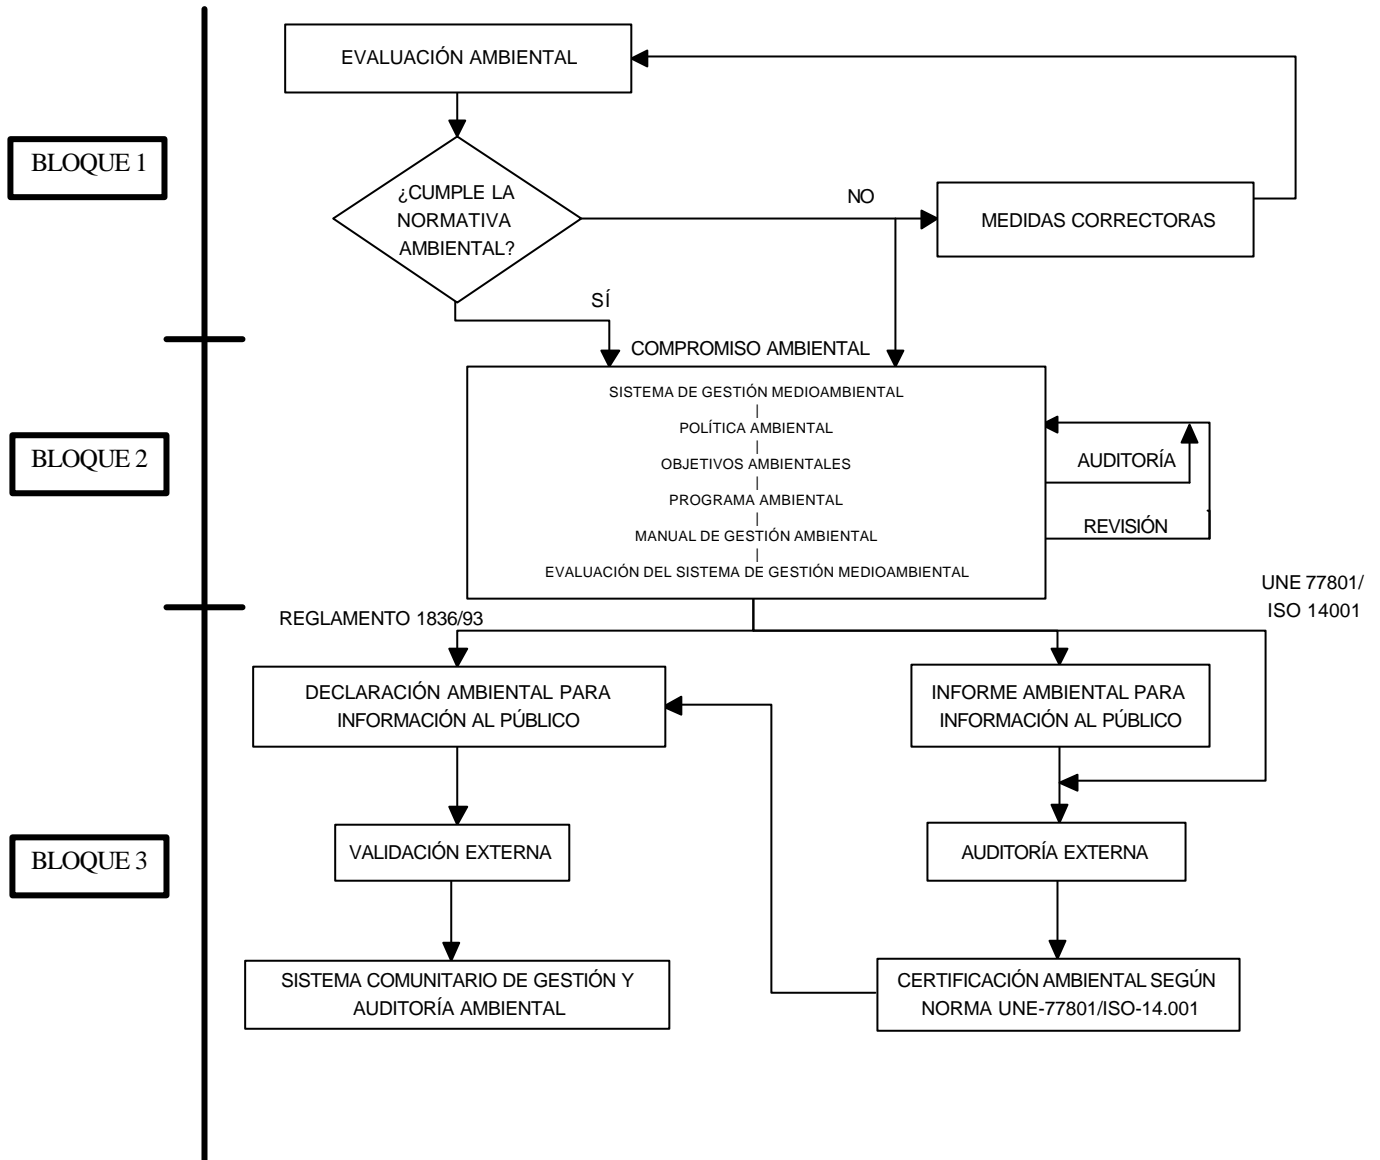 EVALUACIÓN AMBIENTAL
BLOQUE 1
¿CUMPLE LA
NORMATIVA
AMBIENTAL?
NO
MEDIDAS CORRECTORAS
SÍ
COMPROMISO AMBIENTAL
SISTEMA DE GESTIÓN MEDIOAMBIENTAL
POLÍTICA AMBIENTAL
BLOQUE 2
OBJETIVOS AMBIENTALES
AUDITORÍA
PROGRAMA AMBIENTAL
REVISIÓN
MANUAL DE GESTIÓN AMBIENTAL
EVALUACIÓN DEL SISTEMA DE GESTIÓN MEDIOAMBIENTAL
UNE 77801/
ISO 14001
REGLAMENTO 1836/93
DECLARACIÓN AMBIENTAL PARA
INFORMACIÓN AL PÚBLICO
INFORME AMBIENTAL PARA
INFORMACIÓN AL PÚBLICO
BLOQUE 3
VALIDACIÓN EXTERNA
AUDITORÍA EXTERNA
SISTEMA COMUNITARIO DE GESTIÓN Y
AUDITORÍA AMBIENTAL
CERTIFICACIÓN AMBIENTAL SEGÚN
NORMA UNE-77801/ISO-14.001